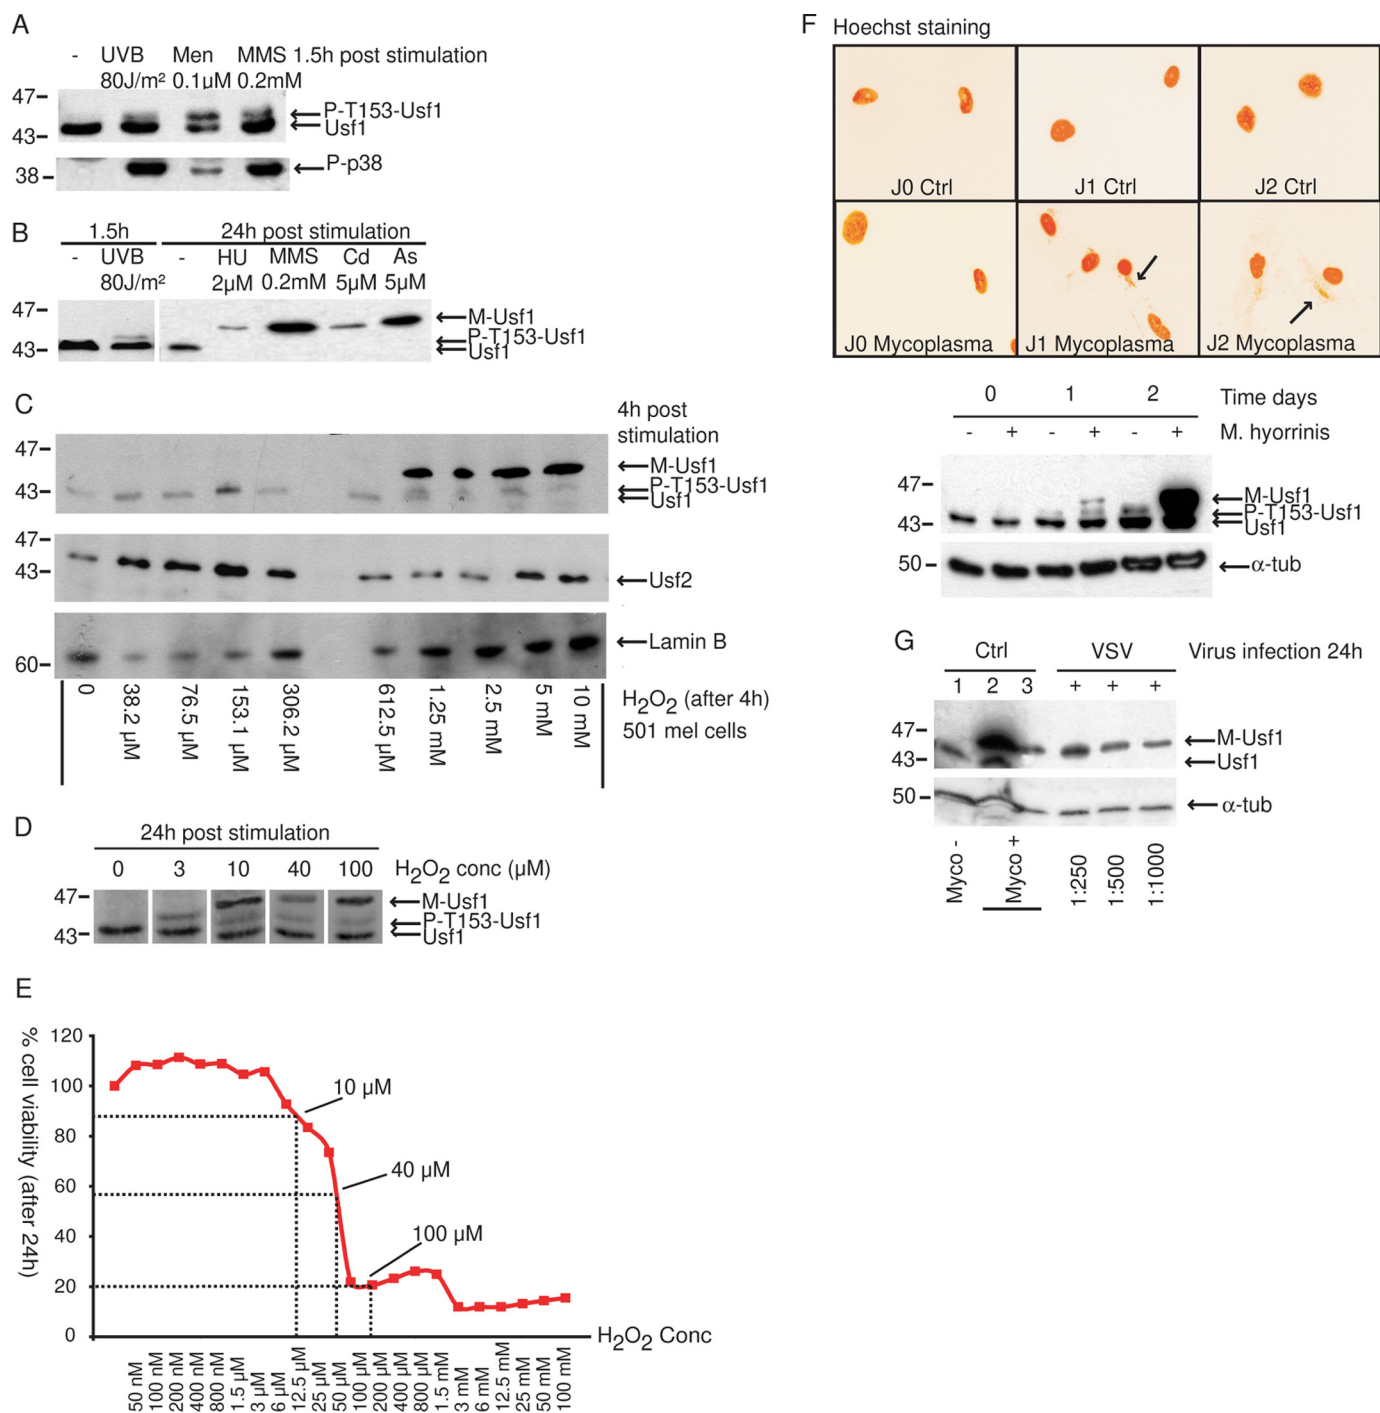 A
- UVB Men MMS 1.5h post stimulation
80J/m² 0.1µM 0.2mM
47
P-T153-Usf1
Usf1
43
P-p38
38
B
1.5h 24h post stimulation
- UVB - HU MMS Cd As
80J/m² 2µM 0.2mM 5µM 5µM
47
M-Usf1
P-T153-Usf1
43 Usf1
C
4h post
stimulation
47
M-Usf1
P-T153-Usf1
43
Usf1
47
43
Usf2
Lamin B
60
0 38.2 µM 76.5 µM 153.1 µM 306.2 µM 612.5 µM 1.25 mM 2.5 mM 5 mM 10 mM
H₂O₂ (after 4h)
501 mel cells
D
24h post stimulation
0 3 10 40 100 H₂O₂ conc (µM)
47
M-Usf1
P-T153-Usf1
43 Usf1
E
% cell viability (after 24h)
120
100
80
60
40
20
0
10 µM
40 µM
100 µM
H₂O₂ Conc
50 nM 100 nM 200 nM 400 nM 800 nM 1.5 µM 3 µM 6 µM 12.5 µM 25 µM 50 µM 100 µM 200 µM 400 µM 800 µM 1.5 mM 3 mM 6 mM 12.5 mM 25 mM 50 mM 100 mM
F Hoechst staining
J0 Ctrl J1 Ctrl J2 Ctrl
J0 Mycoplasma J1 Mycoplasma J2 Mycoplasma
0 1 2 Time days
- + - + - + M. hyorrinis
47
M-Usf1
P-T153-Usf1
43 Usf1
50 α-tub
G
Ctrl VSV Virus infection 24h
1 2 3 + + +
47
M-Usf1
43 Usf1
50 α-tub
Myco - Myco + 1:250 1:500 1:1000